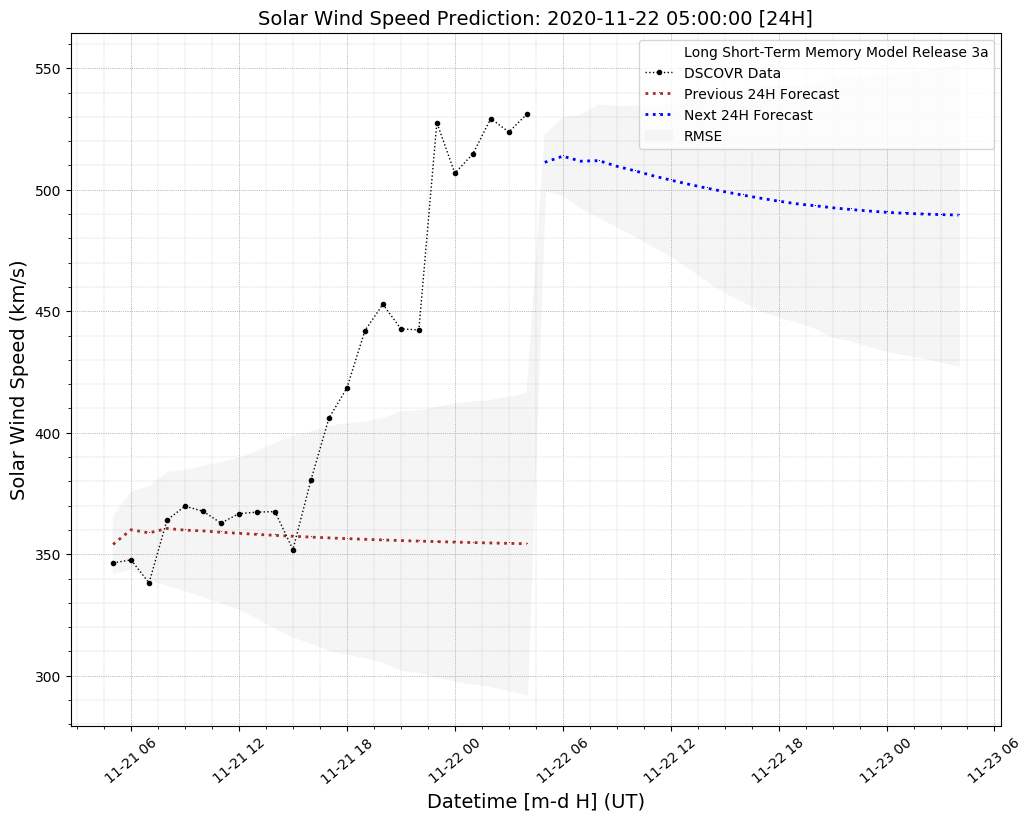 Solar Wind Speed Prediction: 2020-11-22 05:00:00 [24H]
Long Short-Term Memory Model Release 3a
DSCOVR Data
Previous 24H Forecast
Next 24H Forecast
RMSE
Solar Wind Speed (km/s)
550
500
450
400
350
300
11-21 06
11-21 12
11-21 18
11-22 00
11-22 06
11-22 12
11-22 18
11-23 00
11-23 06
Datetime [m-d H] (UT)